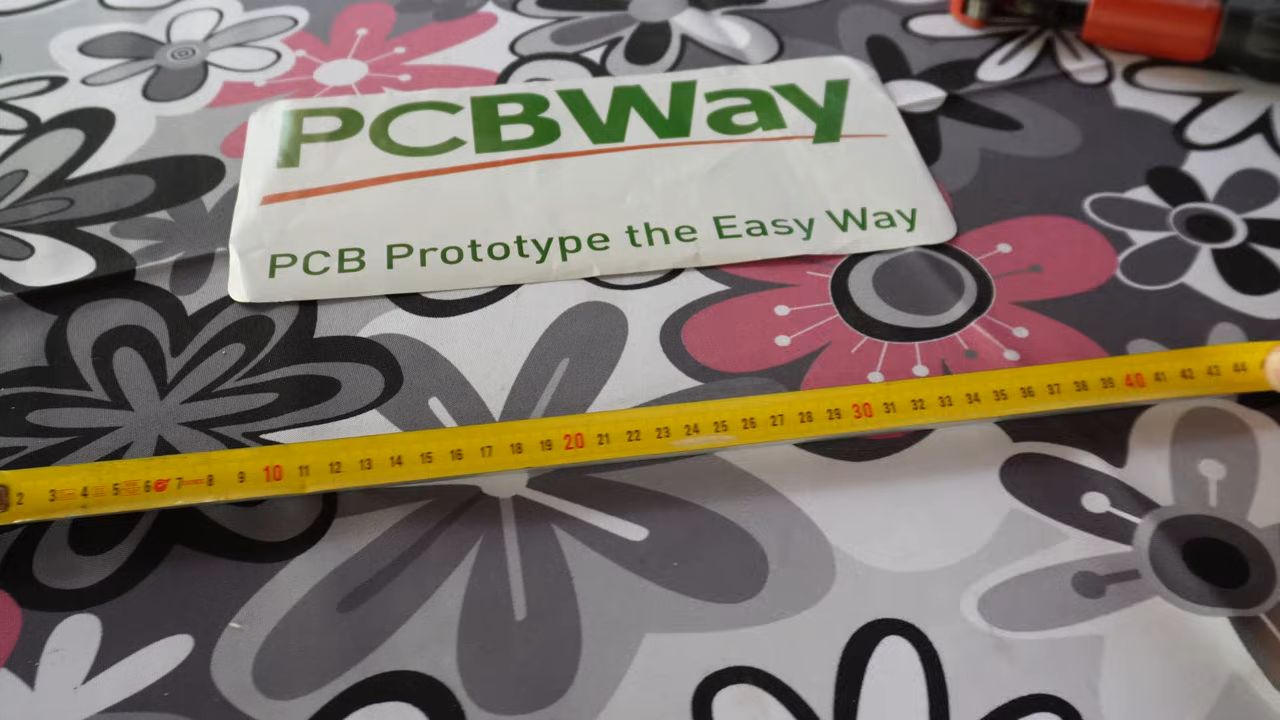 PCBWay
PCB Prototype the Easy Way
2 3 4 5 6 7 8 9 10 11 12 13 14 15 16 17 18 19 20 21 22 23 24 25 26 27 28 29 30 31 32 33 34 35 36 37 38 39 40 41 42 43 44